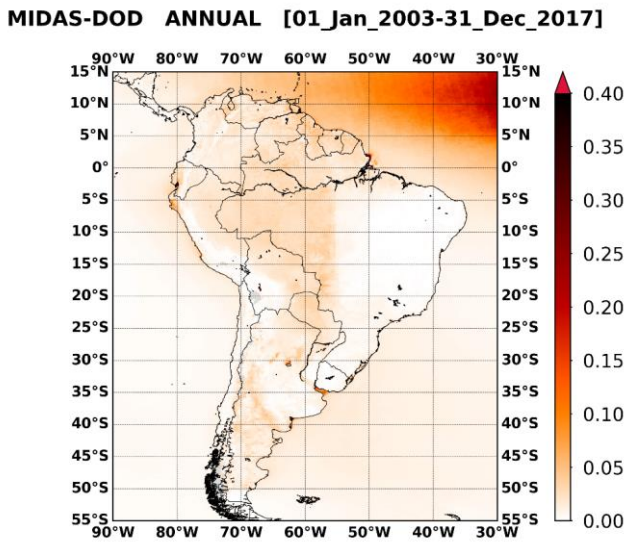 MIDAS-DOD ANNUAL [01_Jan_2003-31_Dec_2017]
90°W 80°W 70°W 60°W 50°W 40°W 30°W
15°N 15°N 0.40
10°N 10°N 0.35
5°N 5°N
0° 0° 0.30
5°S 5°S
10°S 10°S 0.25
15°S 15°S
20°S 20°S 0.20
25°S 25°S
30°S 30°S 0.15
35°S 35°S
40°S 40°S 0.10
45°S 45°S
50°S 50°S 0.05
55°S 55°S 0.00
90°W 80°W 70°W 60°W 50°W 40°W 30°W